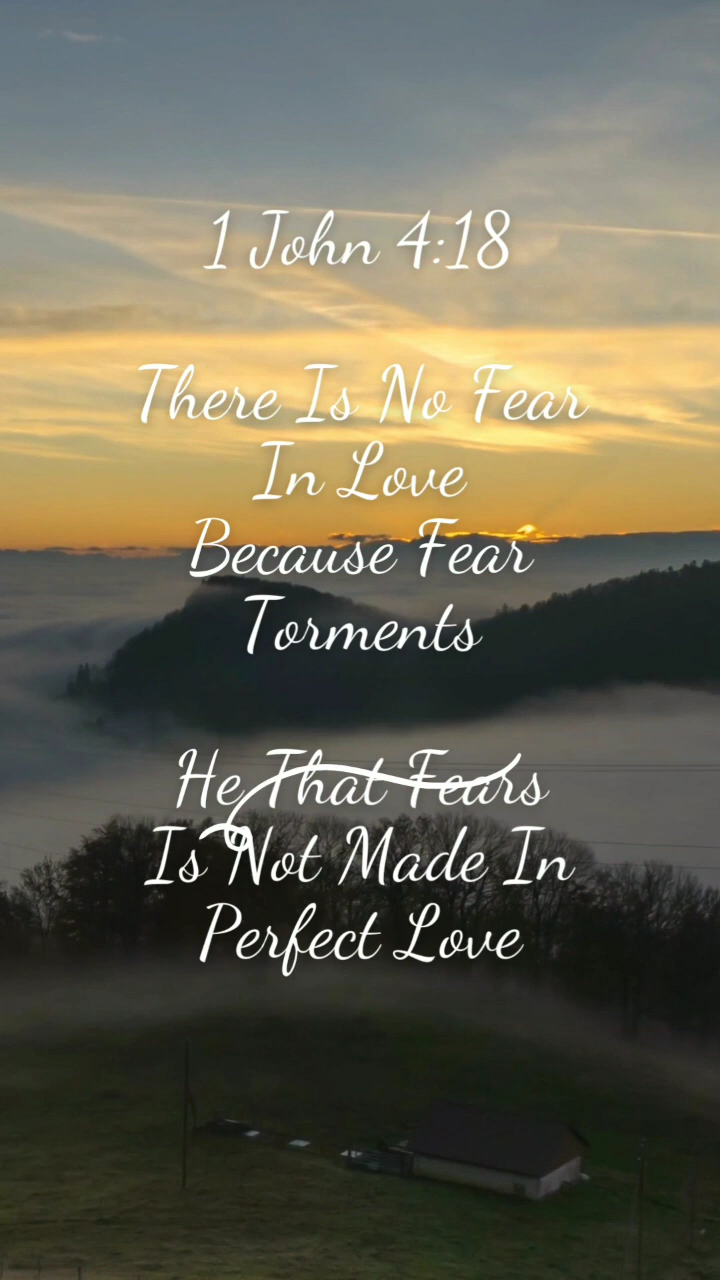 1 John 4:18
There Is No Fear
In Love
Because Fear
Torments
He That Fears
Is Not Made In
Perfect Love